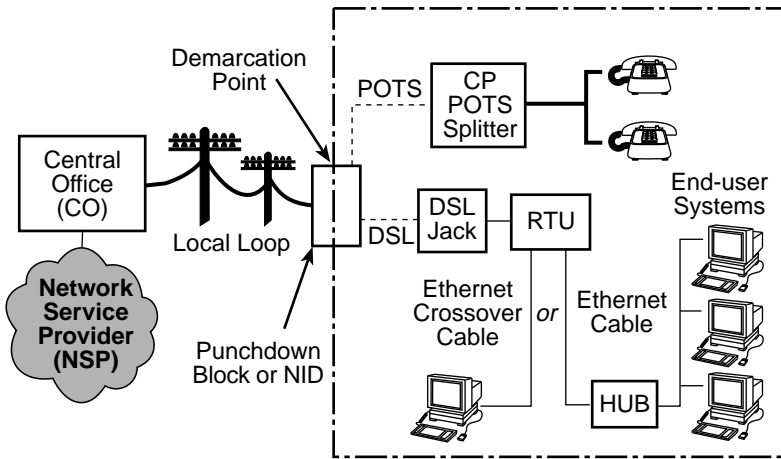 Demarcation
Point
POTS
CP
POTS
Splitter
Central
Office
(CO)
Local Loop
DSL
DSL
Jack
RTU
End-user
Systems
Network
Service
Provider
(NSP)
Punchdown
Block or NID
Ethernet
Crossover
Cable
or
Ethernet
Cable
HUB